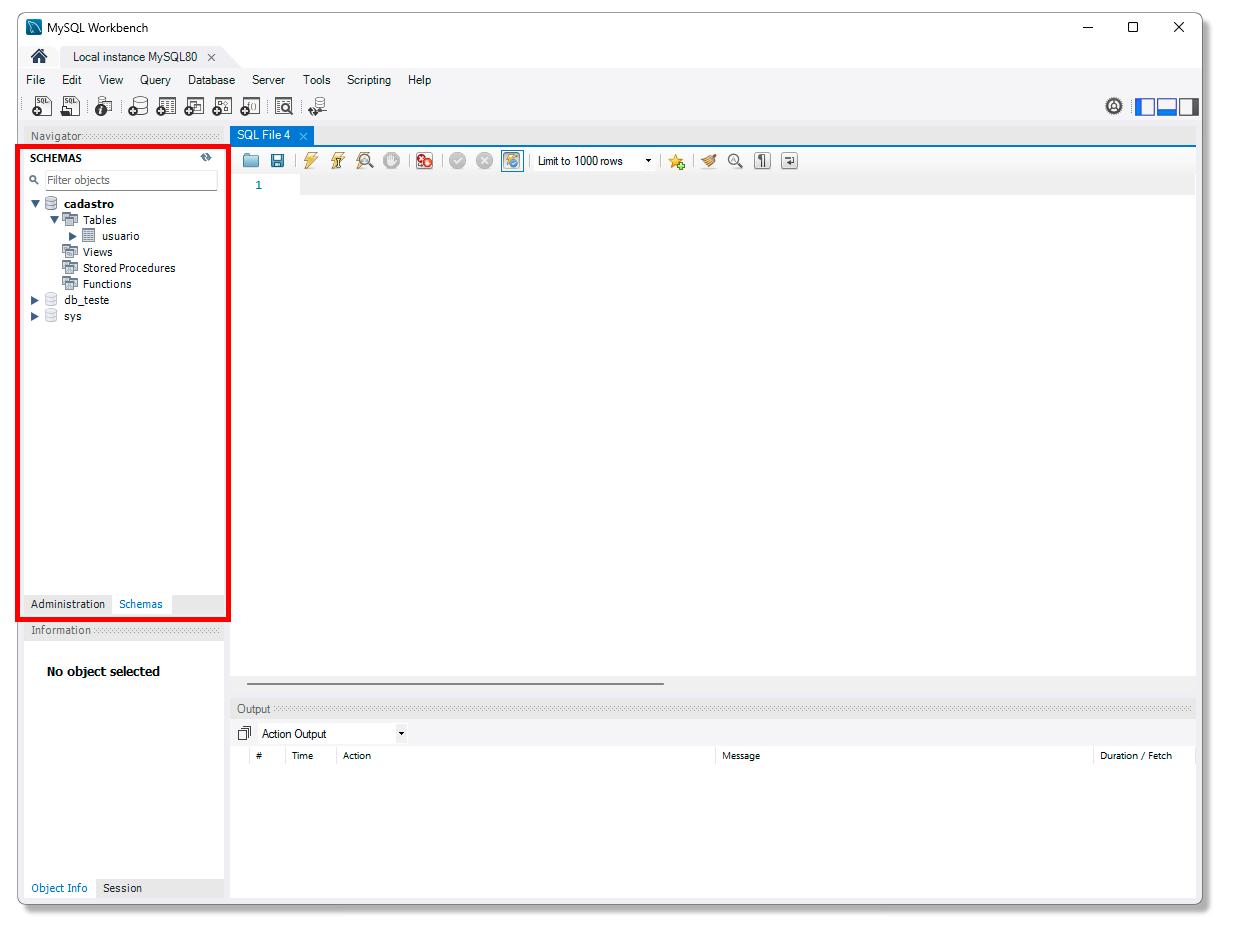 MySQL Workbench
Local instance MySQL80
File Edit View Query Database Server Tools Scripting Help
Navigator
SCHEMAS
Filter objects
cadastro
Tables
usuario
Views
Stored Procedures
Functions
db_teste
sys
Administration Schemas
Information
No object selected
Object Info Session
SQL File 4
Limit to 1000 rows
1
Output
Action Output
# Time Action Message Duration / Fetch